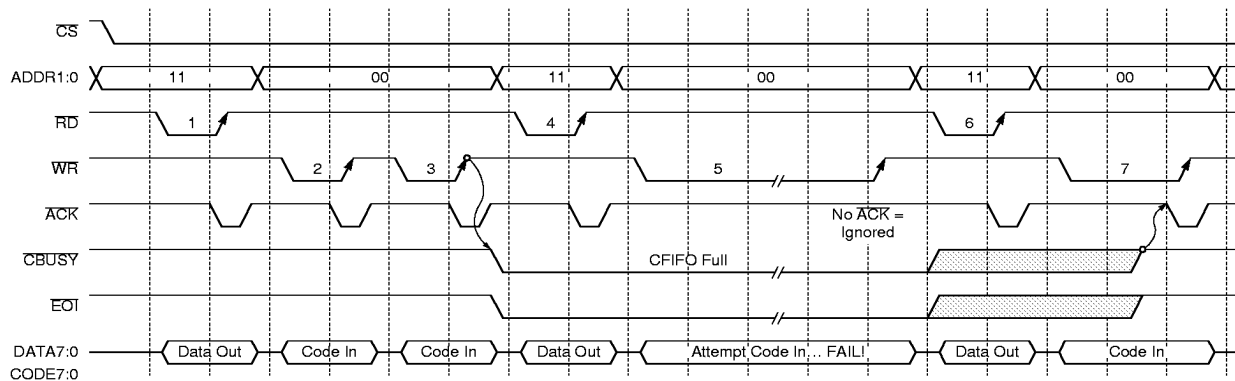 CS
ADDR1:0 11 00 11 00 11 00
RD 1 4 6
WR 2 3 5 7
ACK No ACK =
Ignored
CBUSY CFIFO Full
EOI
DATA7:0 Data Out Code In Code In Data Out Attempt Code In... FAIL! Data Out Code In
CODE7:0